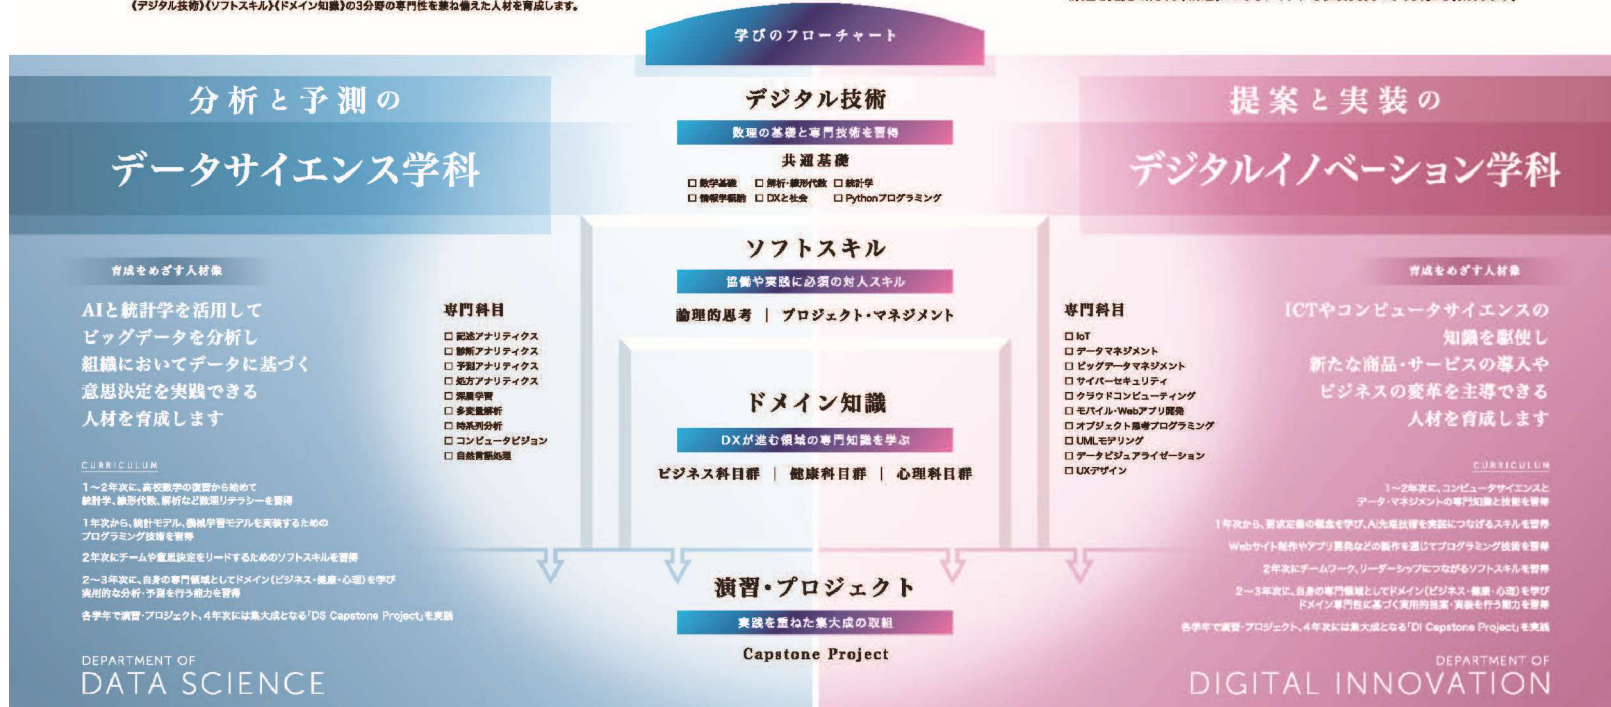 《デジタル技術》《ソフトスキル》《ドメイン知識》の3分野の専門性を兼ね備えた人材を育成します。
学びのフローチャート
分析と予測の
データサイエンス学科
育成をめざす人材像
AIと統計学を活用して
ビッグデータを分析し
組織においてデータに基づく
意思決定を実践できる
人材を育成します
CURRICULUM
1～2年次に、高校数学の復習から始めて
統計学、線形代数、解析など数理リテラシーを習得
1年次から、統計モデル、機械学習モデルを実装するための
プログラミング技術を習得
2年次にチームや意思決定をリードするためのソフトスキルを習得
2～3年次に、自身の専門領域としてドメイン(ビジネス・健康・心理)を学び
実用的な分析・予測を行う能力を習得
各学年で演習・プロジェクト、4年次には集大成となる「DS Capstone Project」を実践
DEPARTMENT OF
DATA SCIENCE
専門科目
□ 記述アナリティクス
□ 診断アナリティクス
□ 予測アナリティクス
□ 処方アナリティクス
□ 深層学習
□ 多変量解析
□ 時系列分析
□ コンピュータビジョン
□ 自然言語処理
デジタル技術
数理の基礎と専門技術を習得
共通基礎
□ 数学基礎 □ 解析・線形代数 □ 統計学
□ 情報学概論 □ DXと社会 □ Pythonプログラミング
ソフトスキル
協働や実践に必須の対人スキル
論理的思考 | プロジェクト・マネジメント
ドメイン知識
DXが進む領域の専門知識を学ぶ
ビジネス科目群 | 健康科目群 | 心理科目群
演習・プロジェクト
実践を重ねた集大成の取組
Capstone Project
提案と実装の
デジタルイノベーション学科
専門科目
□ IoT
□ データマネジメント
□ ビッグデータマネジメント
□ サイバーセキュリティ
□ クラウドコンピューティング
□ モバイル・Webアプリ開発
□ オブジェクト思考プログラミング
□ UMLモデリング
□ データビジュアライゼーション
□ UXデザイン
育成をめざす人材像
ICTやコンピュータサイエンスの
知識を駆使し
新たな商品・サービスの導入や
ビジネスの変革を主導できる
人材を育成します
CURRICULUM
1～2年次に、コンピュータサイエンスと
データ・マネジメントの専門知識と技能を習得
1年次から、要求定義の概念を学び、AI先端技術を実装につなげるスキルを習得
Webサイト制作やアプリ開発などの製作を通じてプログラミング技術を習得
2年次にチームワーク、リーダーシップにつながるソフトスキルを習得
2～3年次に、自身の専門領域としてドメイン(ビジネス・健康・心理)を学び
ドメイン専門性に基づく実用的提案・実装を行う能力を習得
各学年で演習・プロジェクト、4年次には集大成となる「DI Capstone Project」を実践
DEPARTMENT OF
DIGITAL INNOVATION